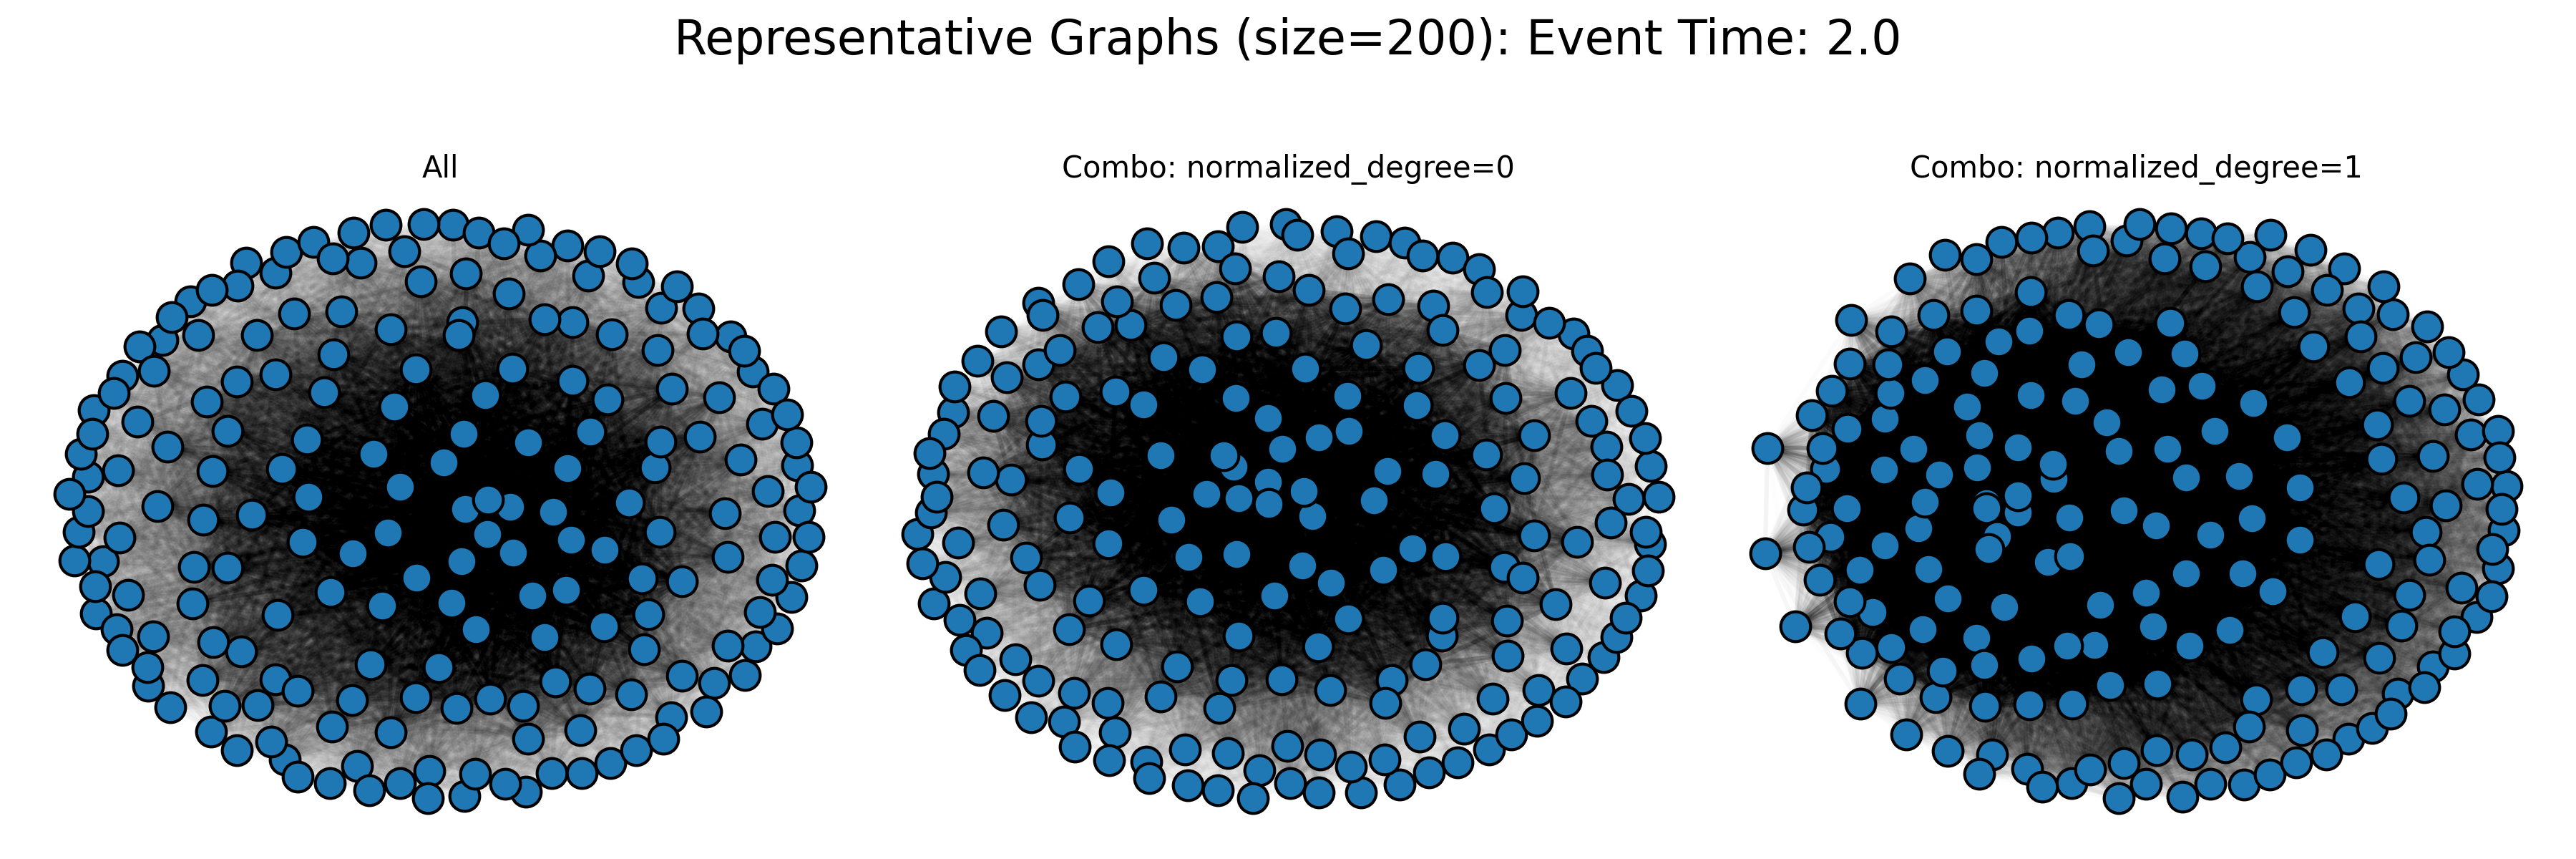 Representative Graphs (size=200): Event Time: 2.0
All
Combo: normalized_degree=0
Combo: normalized_degree=1